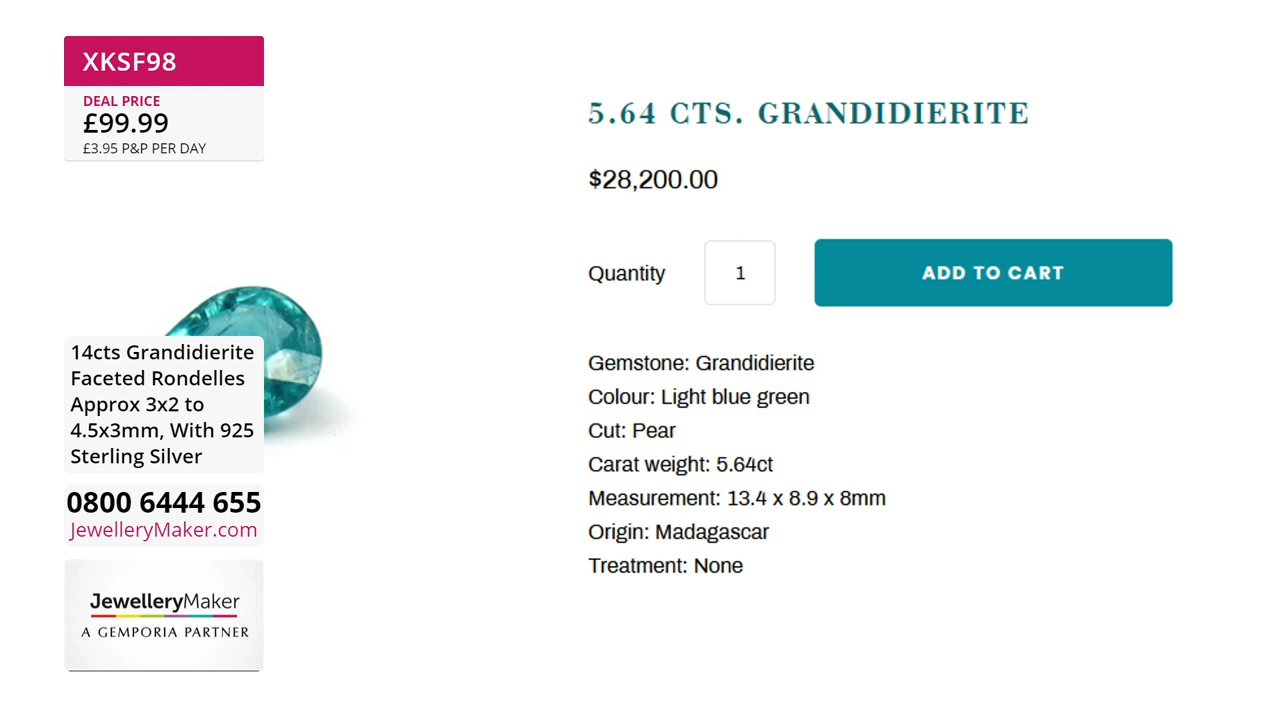 XKSF98
DEAL PRICE
£99.99
£3.95 P&P PER DAY
14cts Grandidierite
Faceted Rondelles
Approx 3x2 to
4.5x3mm, With 925
Sterling Silver
0800 6444 655
JewelleryMaker.com
JewelleryMaker
A GEMPORIA PARTNER
5.64 CTS. GRANDIDIERITE
$28,200.00
Quantity 1 ADD TO CART
Gemstone: Grandidierite
Colour: Light blue green
Cut: Pear
Carat weight: 5.64ct
Measurement: 13.4 x 8.9 x 8mm
Origin: Madagascar
Treatment: None